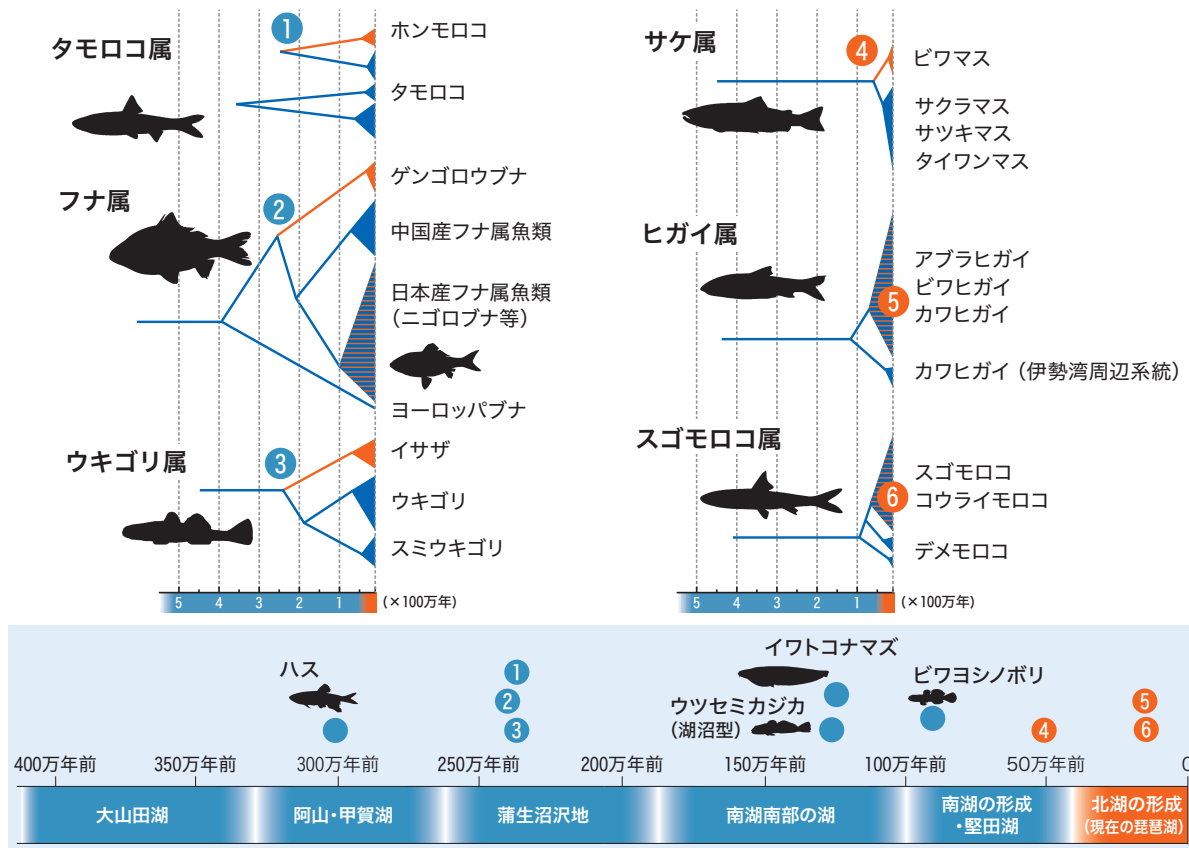 タモロコ属
1
ホンモロコ
タモロコ
フナ属
2
ゲンゴロウブナ
中国産フナ属魚類
日本産フナ属魚類
（ニゴロブナ等）
ヨーロッパブナ
ウキゴリ属
3
イサザ
ウキゴリ
スミウキゴリ
5 4 3 2 1 (×100万年)
サケ属
4
ビワマス
サクラマス
サツキマス
タイワンマス
ヒガイ属
5
アブラヒガイ
ビワヒガイ
カワヒガイ
カワヒガイ（伊勢湾周辺系統）
スゴモロコ属
6
スゴモロコ
コウライモロコ
デメモロコ
5 4 3 2 1 (×100万年)
ハス
1
2
3
イワトコナマズ
ウツセミカジカ
（湖沼型）
ビワヨシノボリ
4
5
6
400万年前 350万年前 300万年前 250万年前 200万年前 150万年前 100万年前 50万年前 0
大山田湖
阿山・甲賀湖
蒲生沼沢地
南湖南部の湖
南湖の形成
・堅田湖
北湖の形成
（現在の琵琶湖）